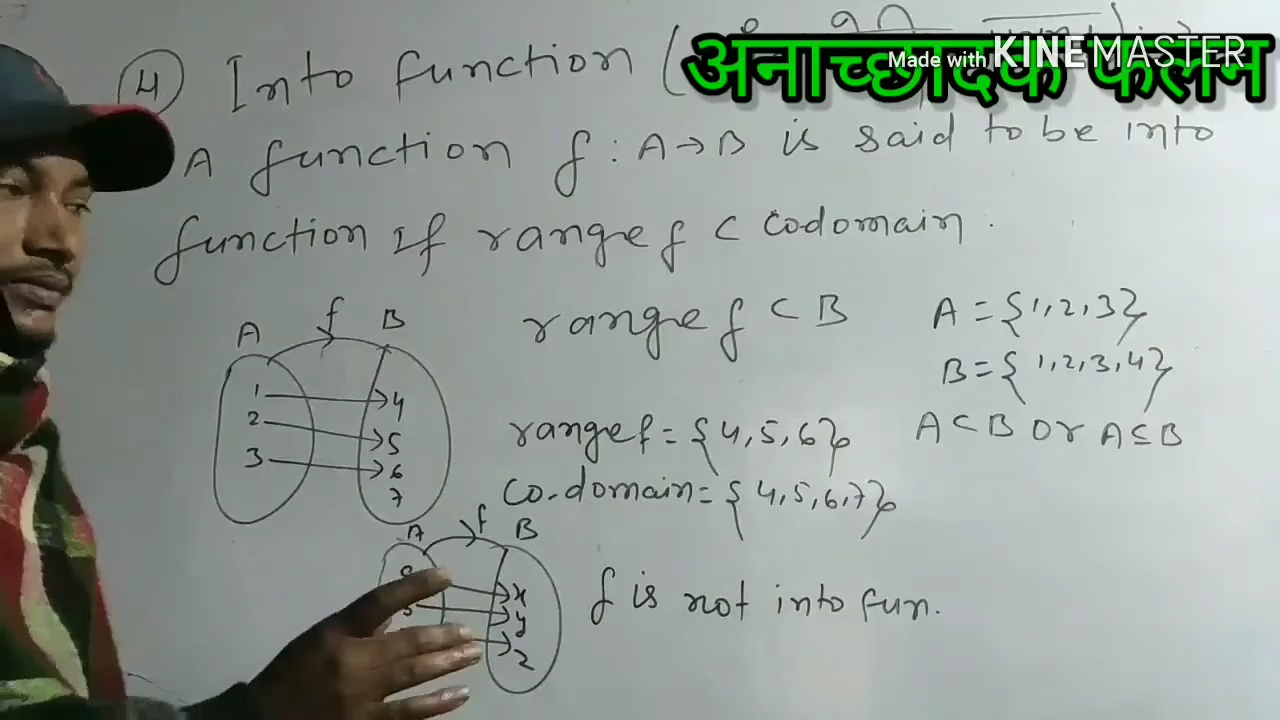 ④ Into function (
अनाच्छादक फलन
Made with KINEMASTER
A function f : A→B is said to be into
function if range f ⊂ codomain.
range f ⊂ B
A = {1,2,3}
B = {1,2,3,4}
A⊂B or A⊆B
A f B
1 4
2 5
3 6
7
range f = {4,5,6}
Co-domain = {4,5,6,7}
A f B
x
y
z
f is not into fun.